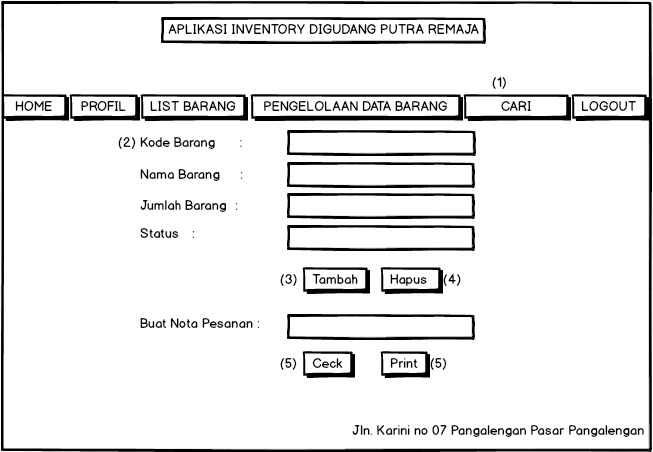 APLIKASI INVENTORY DIGUDANG PUTRA REMAJA
(1)
HOME PROFIL LIST BARANG PENGELOLAAN DATA BARANG CARI LOGOUT
(2) Kode Barang :
Nama Barang :
Jumlah Barang :
Status :
(3) Tambah Hapus (4)
Buat Nota Pesanan :
(5) Ceck Print (5)
Jln. Karini no 07 Pangalengan Pasar Pangalengan